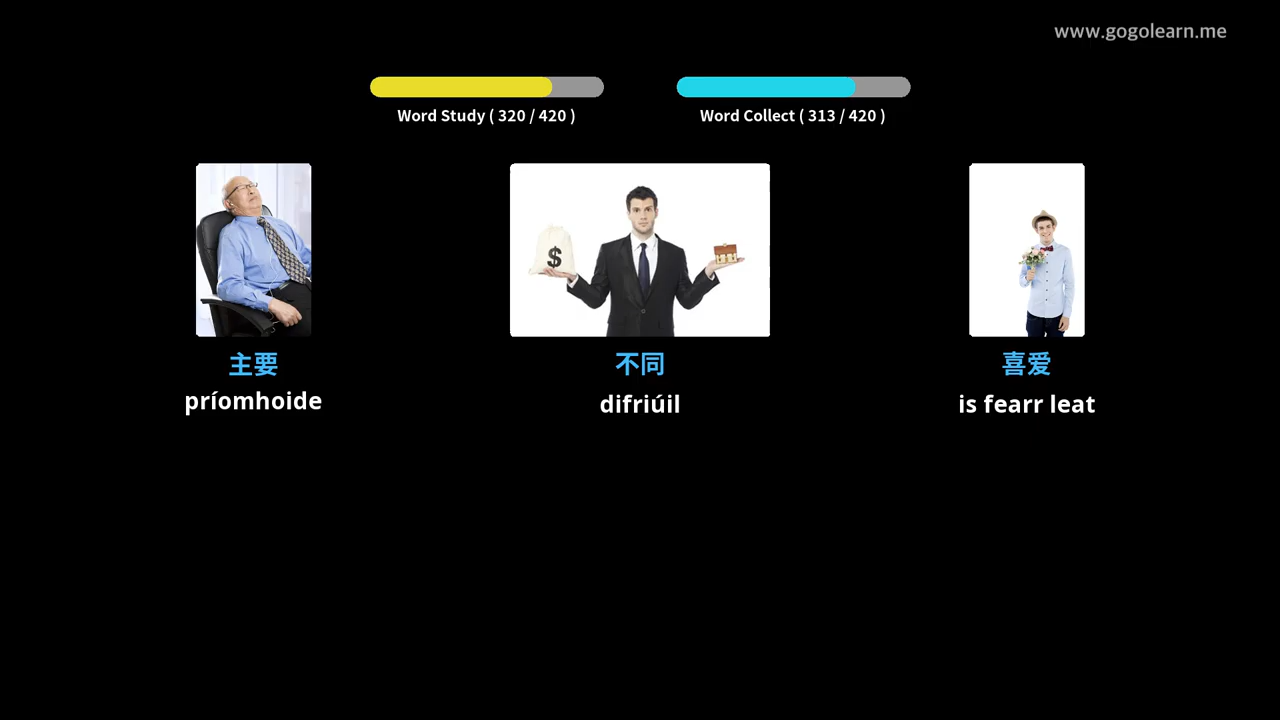 www.gogolearn.me
Word Study ( 320 / 420 )
Word Collect ( 313 / 420 )
$
主要
不同
喜爱
príomhoide
difriúil
is fearr leat